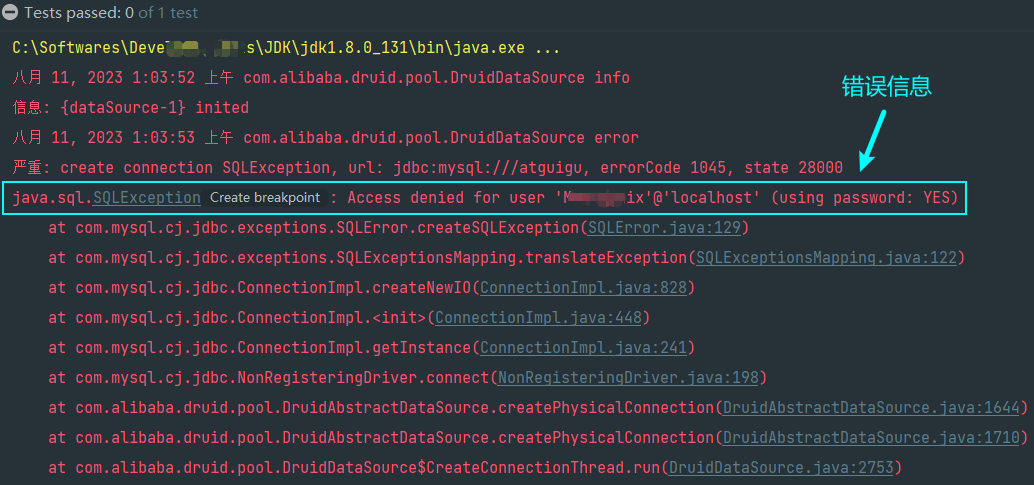 Tests passed: 0 of 1 test
C:\Softwares\Deve s\JDK\jdk1.8.0_131\bin\java.exe ...
八月 11, 2023 1:03:52 上午 com.alibaba.druid.pool.DruidDataSource info
错误信息
信息: {dataSource-1} inited
八月 11, 2023 1:03:53 上午 com.alibaba.druid.pool.DruidDataSource error
严重: create connection SQLException, url: jdbc:mysql:///atguigu, errorCode 1045, state 28000
java.sql.SQLException Create breakpoint : Access denied for user 'M ix'@'localhost' (using password: YES)
at com.mysql.cj.jdbc.exceptions.SQLError.createSQLException(SQLError.java:129)
at com.mysql.cj.jdbc.exceptions.SQLExceptionsMapping.translateException(SQLExceptionsMapping.java:122)
at com.mysql.cj.jdbc.ConnectionImpl.createNewIO(ConnectionImpl.java:828)
at com.mysql.cj.jdbc.ConnectionImpl.<init>(ConnectionImpl.java:448)
at com.mysql.cj.jdbc.ConnectionImpl.getInstance(ConnectionImpl.java:241)
at com.mysql.cj.jdbc.NonRegisteringDriver.connect(NonRegisteringDriver.java:198)
at com.alibaba.druid.pool.DruidAbstractDataSource.createPhysicalConnection(DruidAbstractDataSource.java:1644)
at com.alibaba.druid.pool.DruidAbstractDataSource.createPhysicalConnection(DruidAbstractDataSource.java:1710)
at com.alibaba.druid.pool.DruidDataSource$CreateConnectionThread.run(DruidDataSource.java:2753)